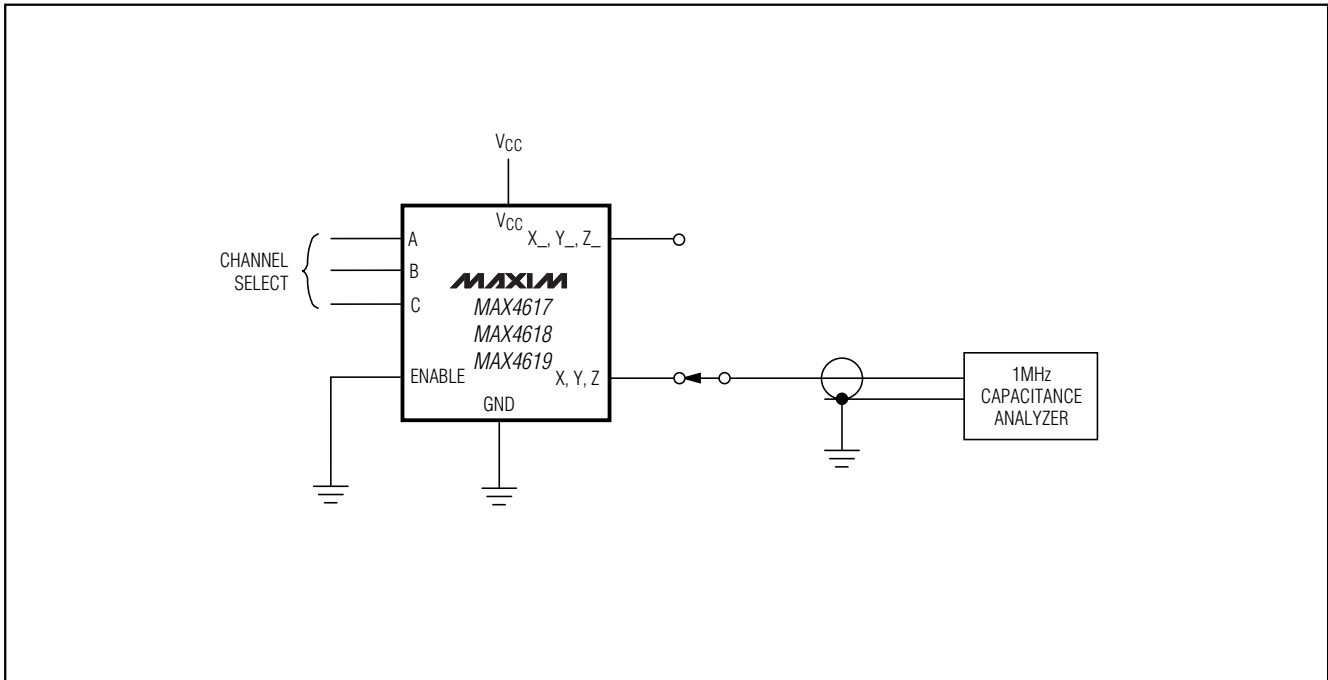 VCC
VCC
A
X_, Y_, Z_
CHANNEL
SELECT
B
C
MAXIM
MAX4617
MAX4618
MAX4619
ENABLE
X, Y, Z
GND
1MHz
CAPACITANCE
ANALYZER